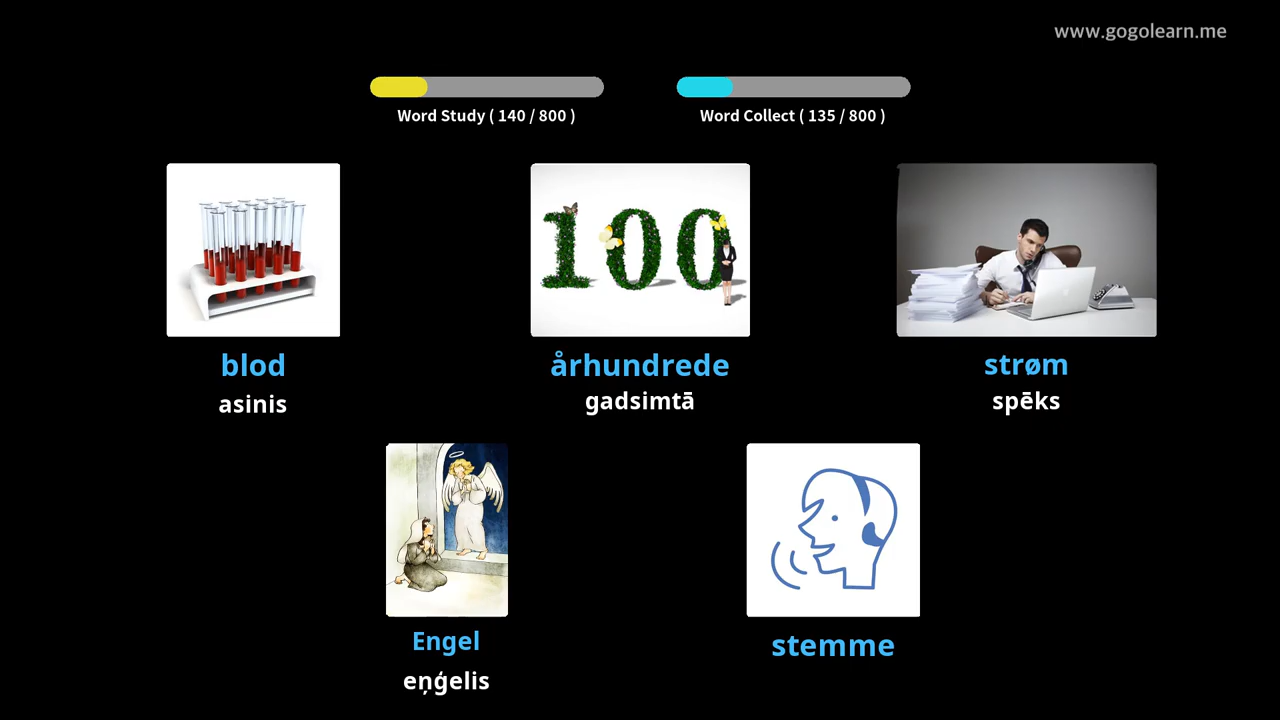 www.gogolearn.me
Word Study ( 140 / 800 )
Word Collect ( 135 / 800 )
100
blod
asinis
århundrede
gadsimtā
strøm
spēks
Engel
eņģelis
stemme